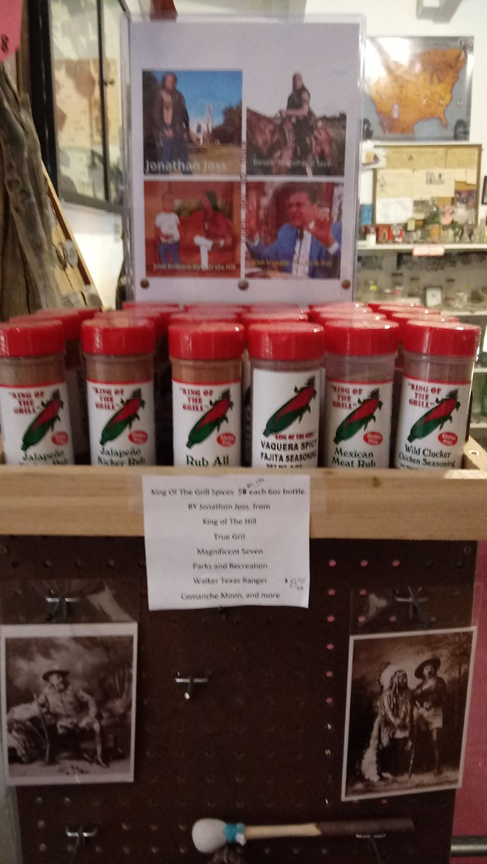 8
Jonathan Joss
"KING OF
THE
GRILL"
Jalapeño
"KING OF
THE
GRILL"
Jalapeño
Kicker Rub
"KING OF
THE
GRILL"
Rub All
KING OF THE GRILL
VAQUERA SPICY
FAJITA SEASONING
"KING OF
THE
GRILL"
Mexican
Meat Rub
"KING OF
THE
GRILL"
Wild Clucker
Chicken Seasoning
King Of The Grill Spices. each 6oz bottle.
BY Jonathan Joss. from
King of The Hill
True Grit
Magnificent Seven
Parks and Recreation
Walker Texas Ranger
Comanche Moon, and more